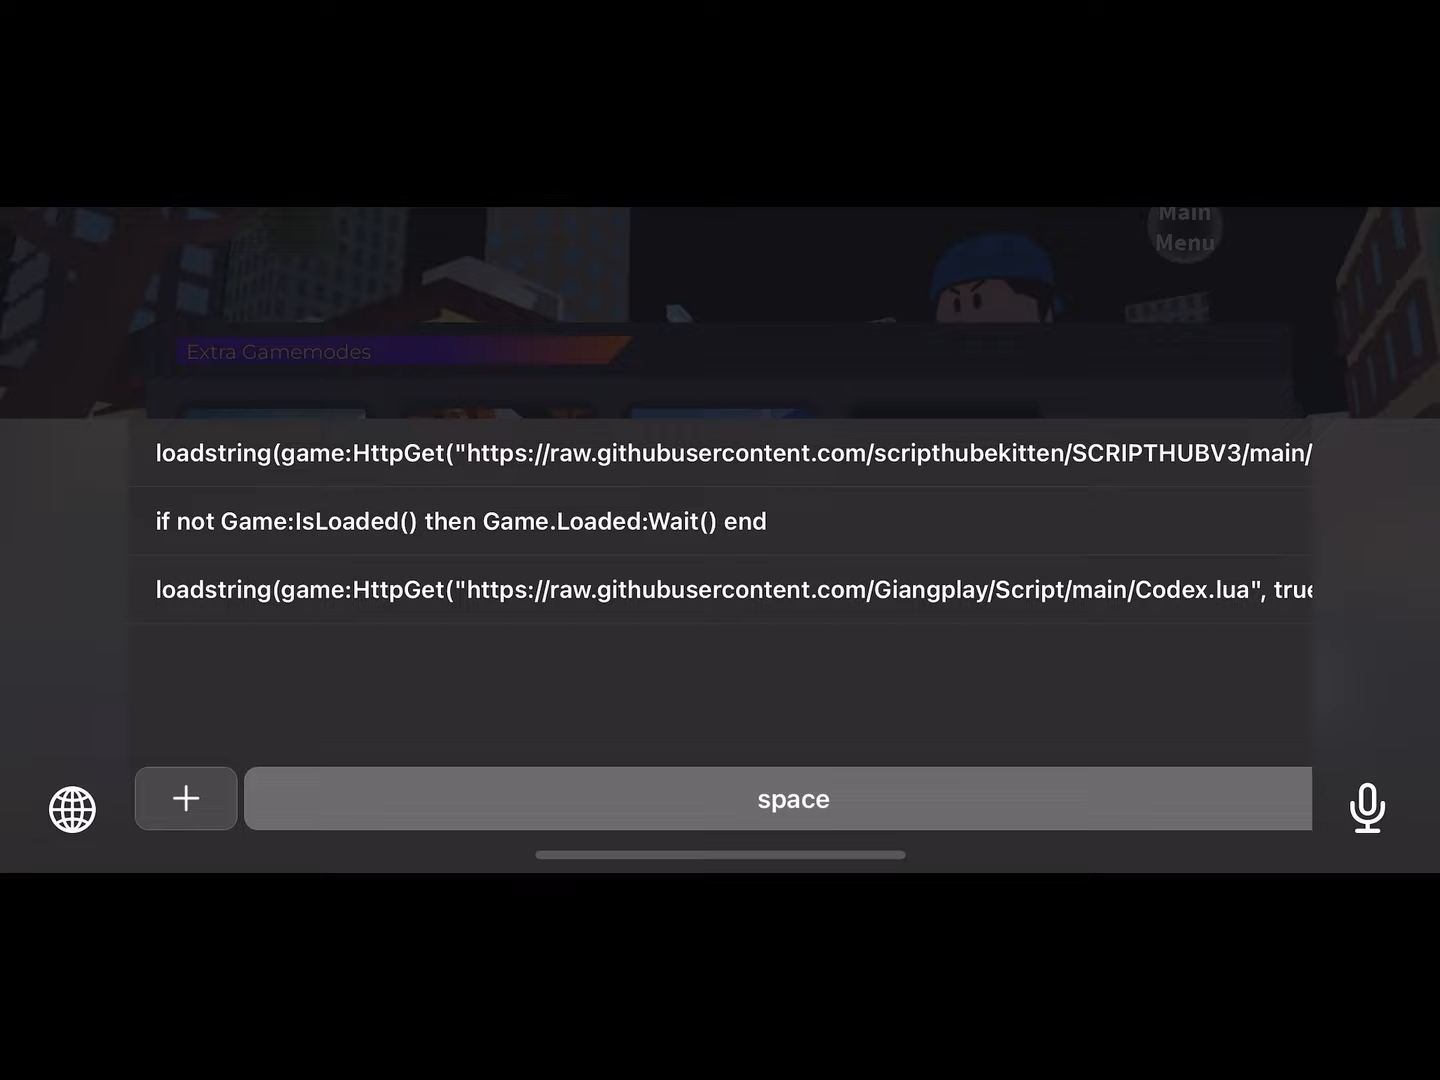 Main
Menu
Extra Gamemodes
loadstring(game:HttpGet("https://raw.githubusercontent.com/scripthubekitten/SCRIPTHUBV3/main/
if not Game:IsLoaded() then Game.Loaded:Wait() end
loadstring(game:HttpGet("https://raw.githubusercontent.com/Giangplay/Script/main/Codex.lua", true
space